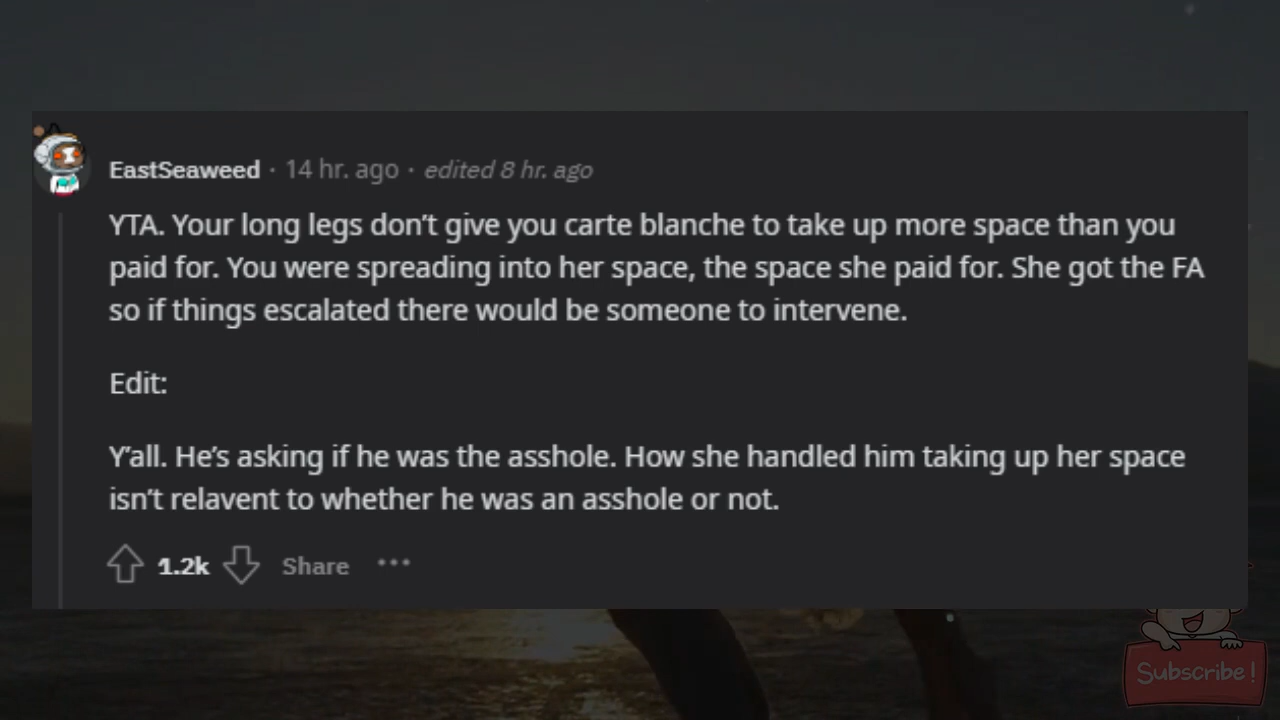 EastSeaweed · 14 hr. ago · edited 8 hr. ago
YTA. Your long legs don’t give you carte blanche to take up more space than you
paid for. You were spreading into her space, the space she paid for. She got the FA
so if things escalated there would be someone to intervene.
Edit:
Y’all. He’s asking if he was the asshole. How she handled him taking up her space
isn’t relavent to whether he was an asshole or not.
1.2k Share ···
Subscribe!